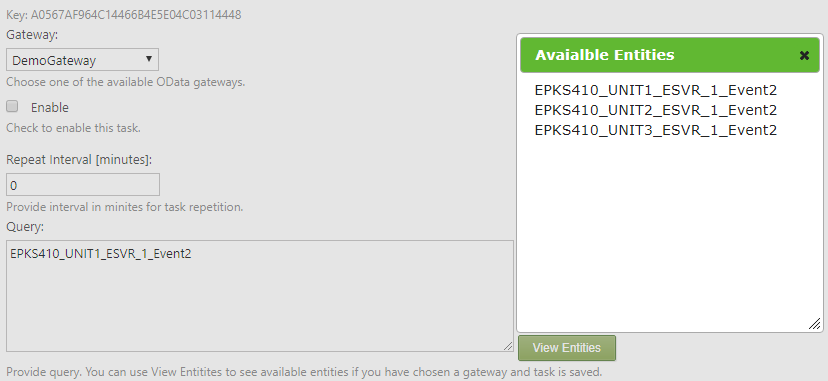 Key: A0567AF964C14466B4E5E04C03114448
Gateway:
DemoGateway
Choose one of the available OData gateways.
Enable
Check to enable this task.
Repeat Interval [minutes]:
0
Provide interval in minites for task repetition.
Query:
EPKS410_UNIT1_ESVR_1_Event2
Avaialble Entities
EPKS410_UNIT1_ESVR_1_Event2
EPKS410_UNIT2_ESVR_1_Event2
EPKS410_UNIT3_ESVR_1_Event2
View Entities
Provide query. You can use View Entitites to see available entities if you have chosen a gateway and task is saved.